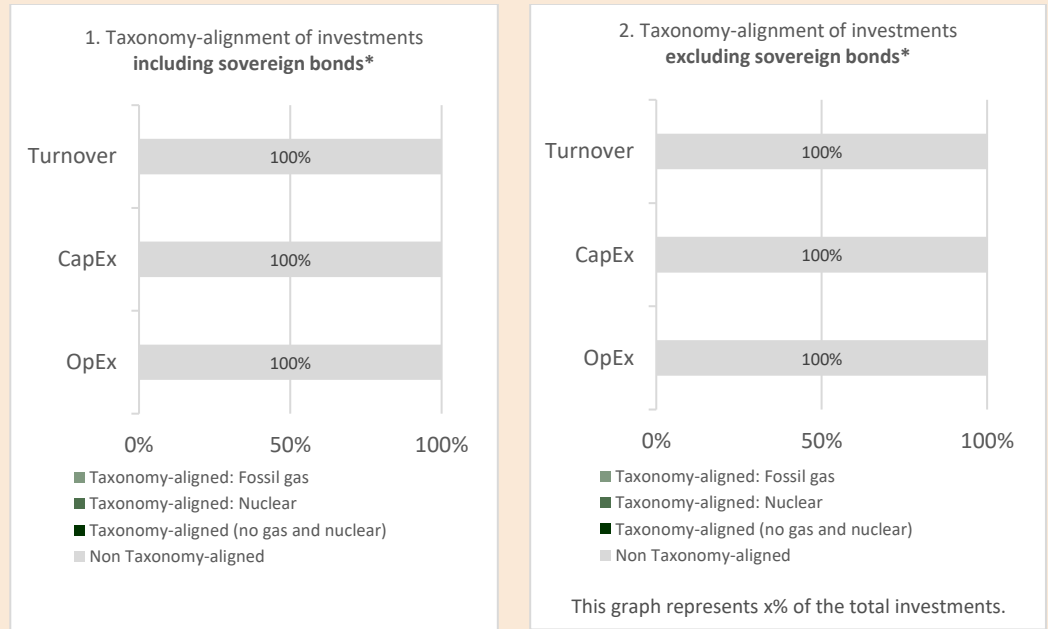 1. Taxonomy-alignment of investments
including sovereign bonds*
Turnover
100%
CapEx
100%
OpEx
100%
0%
50%
100%
Taxonomy-aligned: Fossil gas
Taxonomy-aligned: Nuclear
Taxonomy-aligned (no gas and nuclear)
Non Taxonomy-aligned
2. Taxonomy-alignment of investments
excluding sovereign bonds*
Turnover
100%
CapEx
100%
OpEx
100%
0%
50%
100%
Taxonomy-aligned: Fossil gas
Taxonomy-aligned: Nuclear
Taxonomy-aligned (no gas and nuclear)
Non Taxonomy-aligned
This graph represents x% of the total investments.